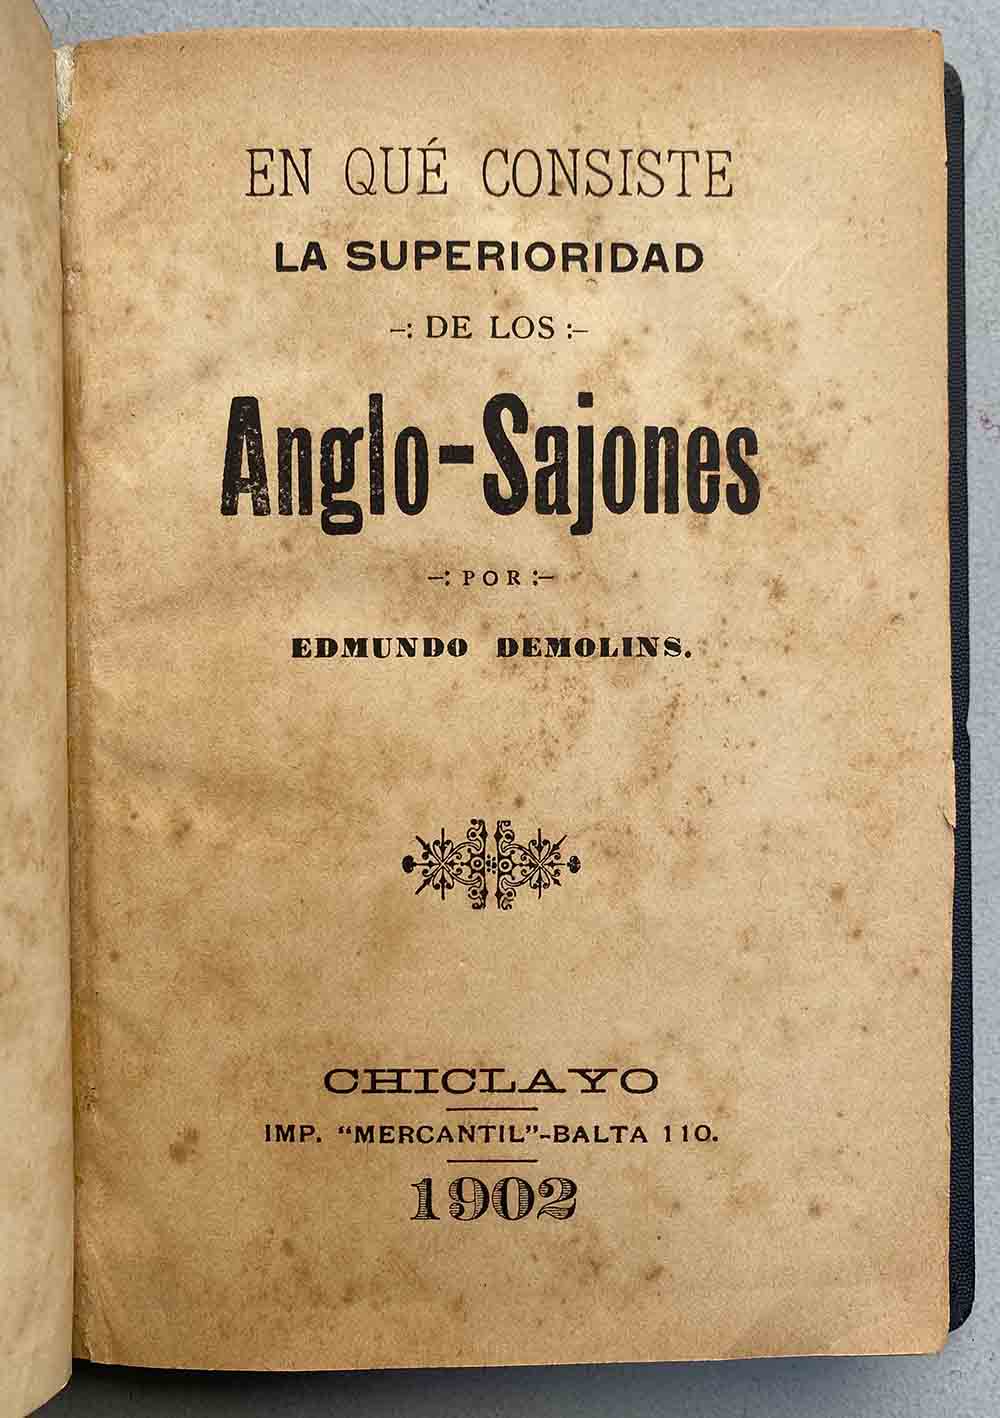 EN QUÉ CONSISTE
LA SUPERIORIDAD
-: DE LOS :-
Anglo-Sajones
-: POR :-
EDMUNDO DEMOLINS.
CHICLAYO
IMP. “MERCANTIL”-BALTA 110.
1902